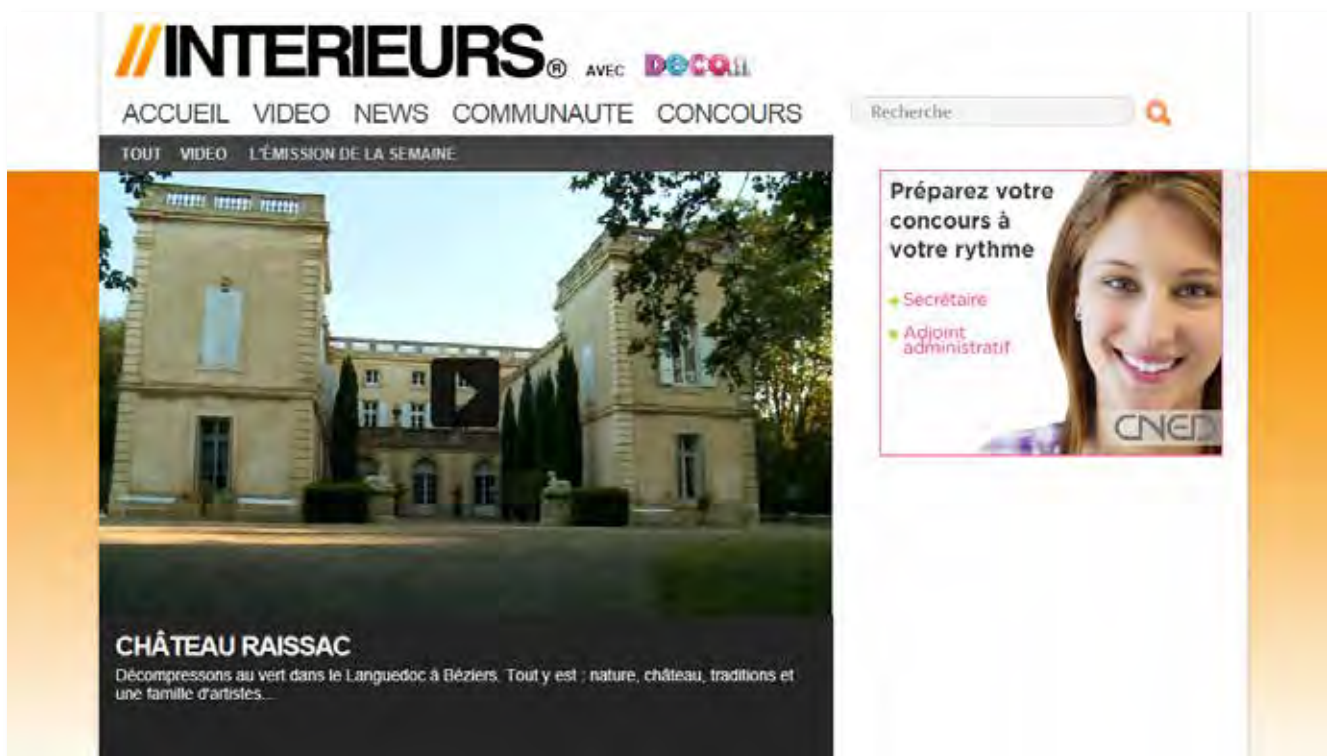 //INTERIEURS® AVEC DECO
ACCUEIL VIDEO NEWS COMMUNAUTE CONCOURS
Recherche
TOUT VIDEO L'ÉMISSION DE LA SEMAINE
Préparez votre
concours à
votre rythme
Secrétaire
Adjoint
administratif
CNED
CHÂTEAU RAISSAC
Décompressons au vert dans le Languedoc à Béziers. Tout y est : nature, château, traditions et
une famille d'artistes...